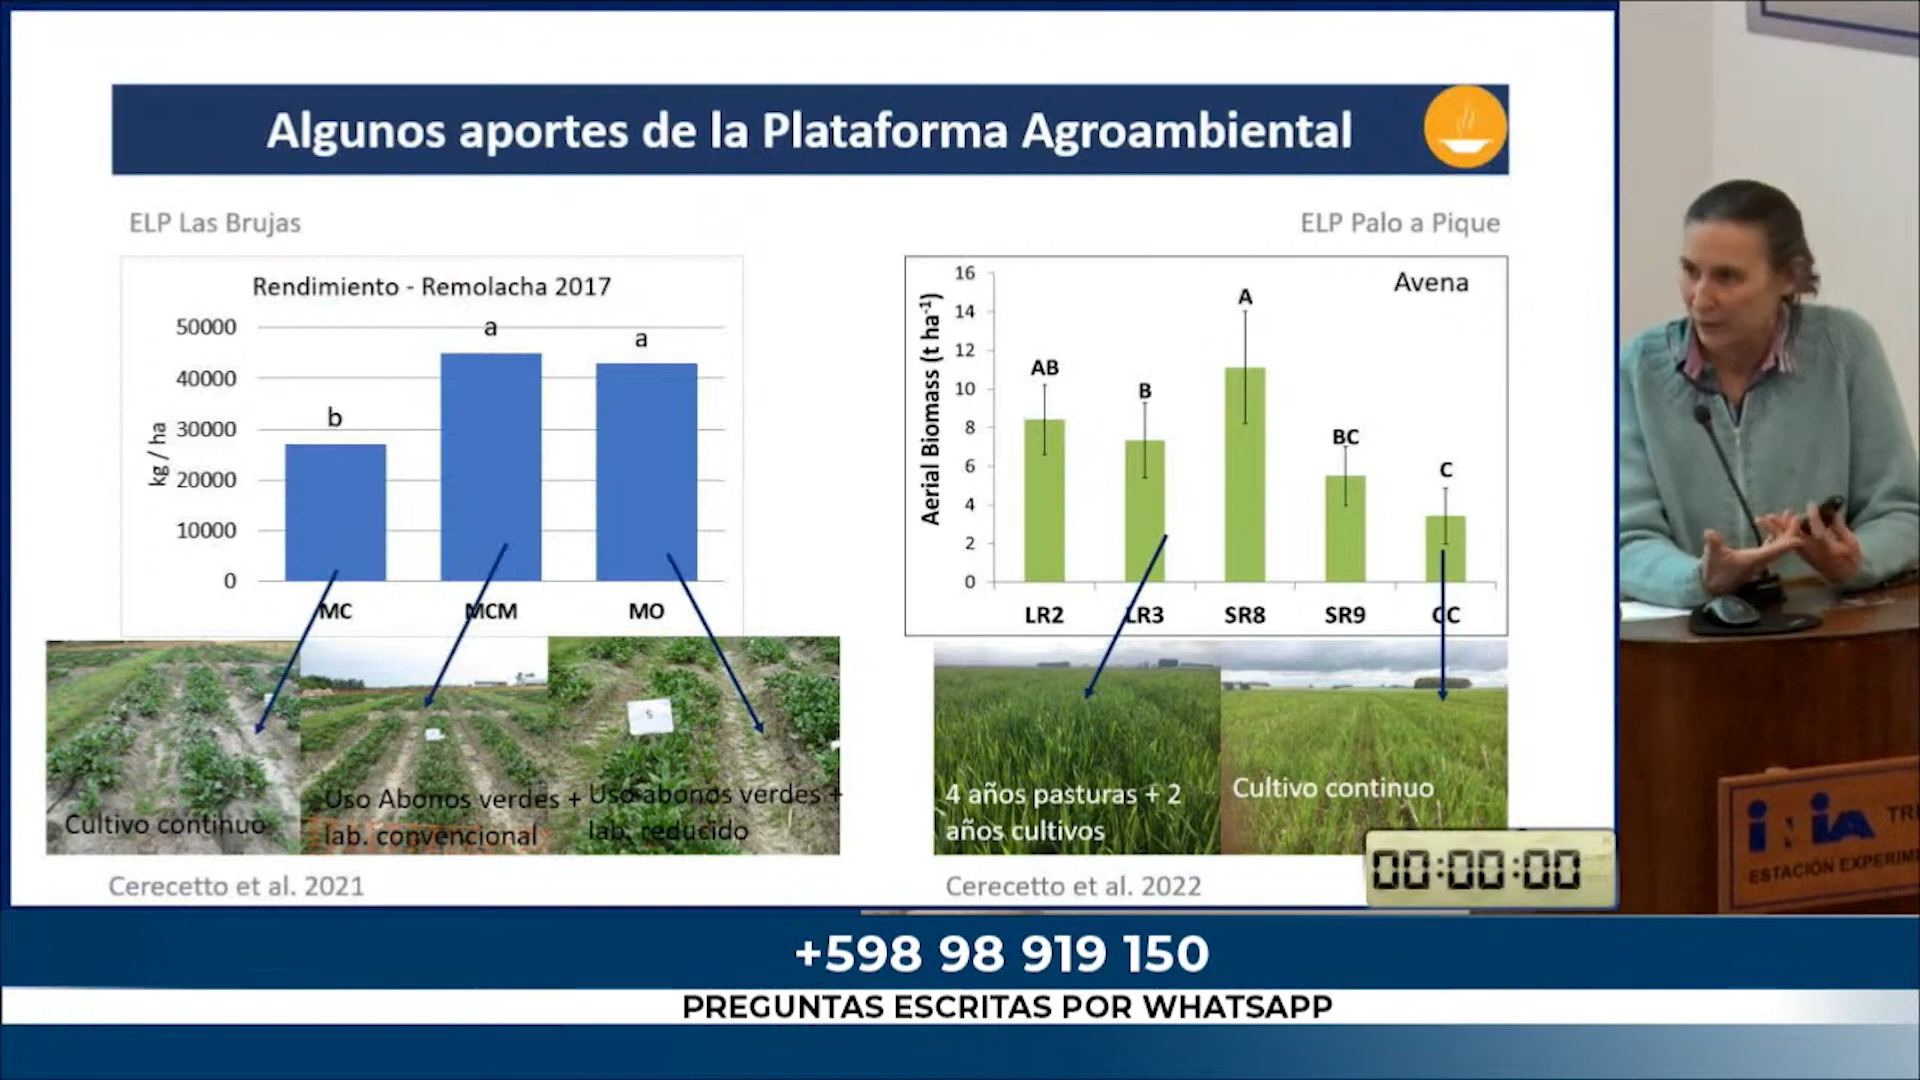 Algunos aportes de la Plataforma Agroambiental
ELP Las Brujas
ELP Palo a Pique
Rendimiento - Remolacha 2017
kg / ha
50000
40000
30000
20000
10000
0
b
a
a
MC
MCM
MO
Avena
Aerial Biomass (t ha⁻¹)
16
14
12
10
8
6
4
2
0
AB
B
A
BC
C
LR2
LR3
SR8
SR9
CC
Cultivo continuo
Uso Abonos verdes +
lab. convencional
S
Uso abonos verdes +
lab. reducido
4 años pasturas + 2
años cultivos
Cultivo continuo
Cerecetto et al. 2021
Cerecetto et al. 2022
00:00:00
inia
ESTACIÓN EXPERIM
+598 98 919 150
PREGUNTAS ESCRITAS POR WHATSAPP